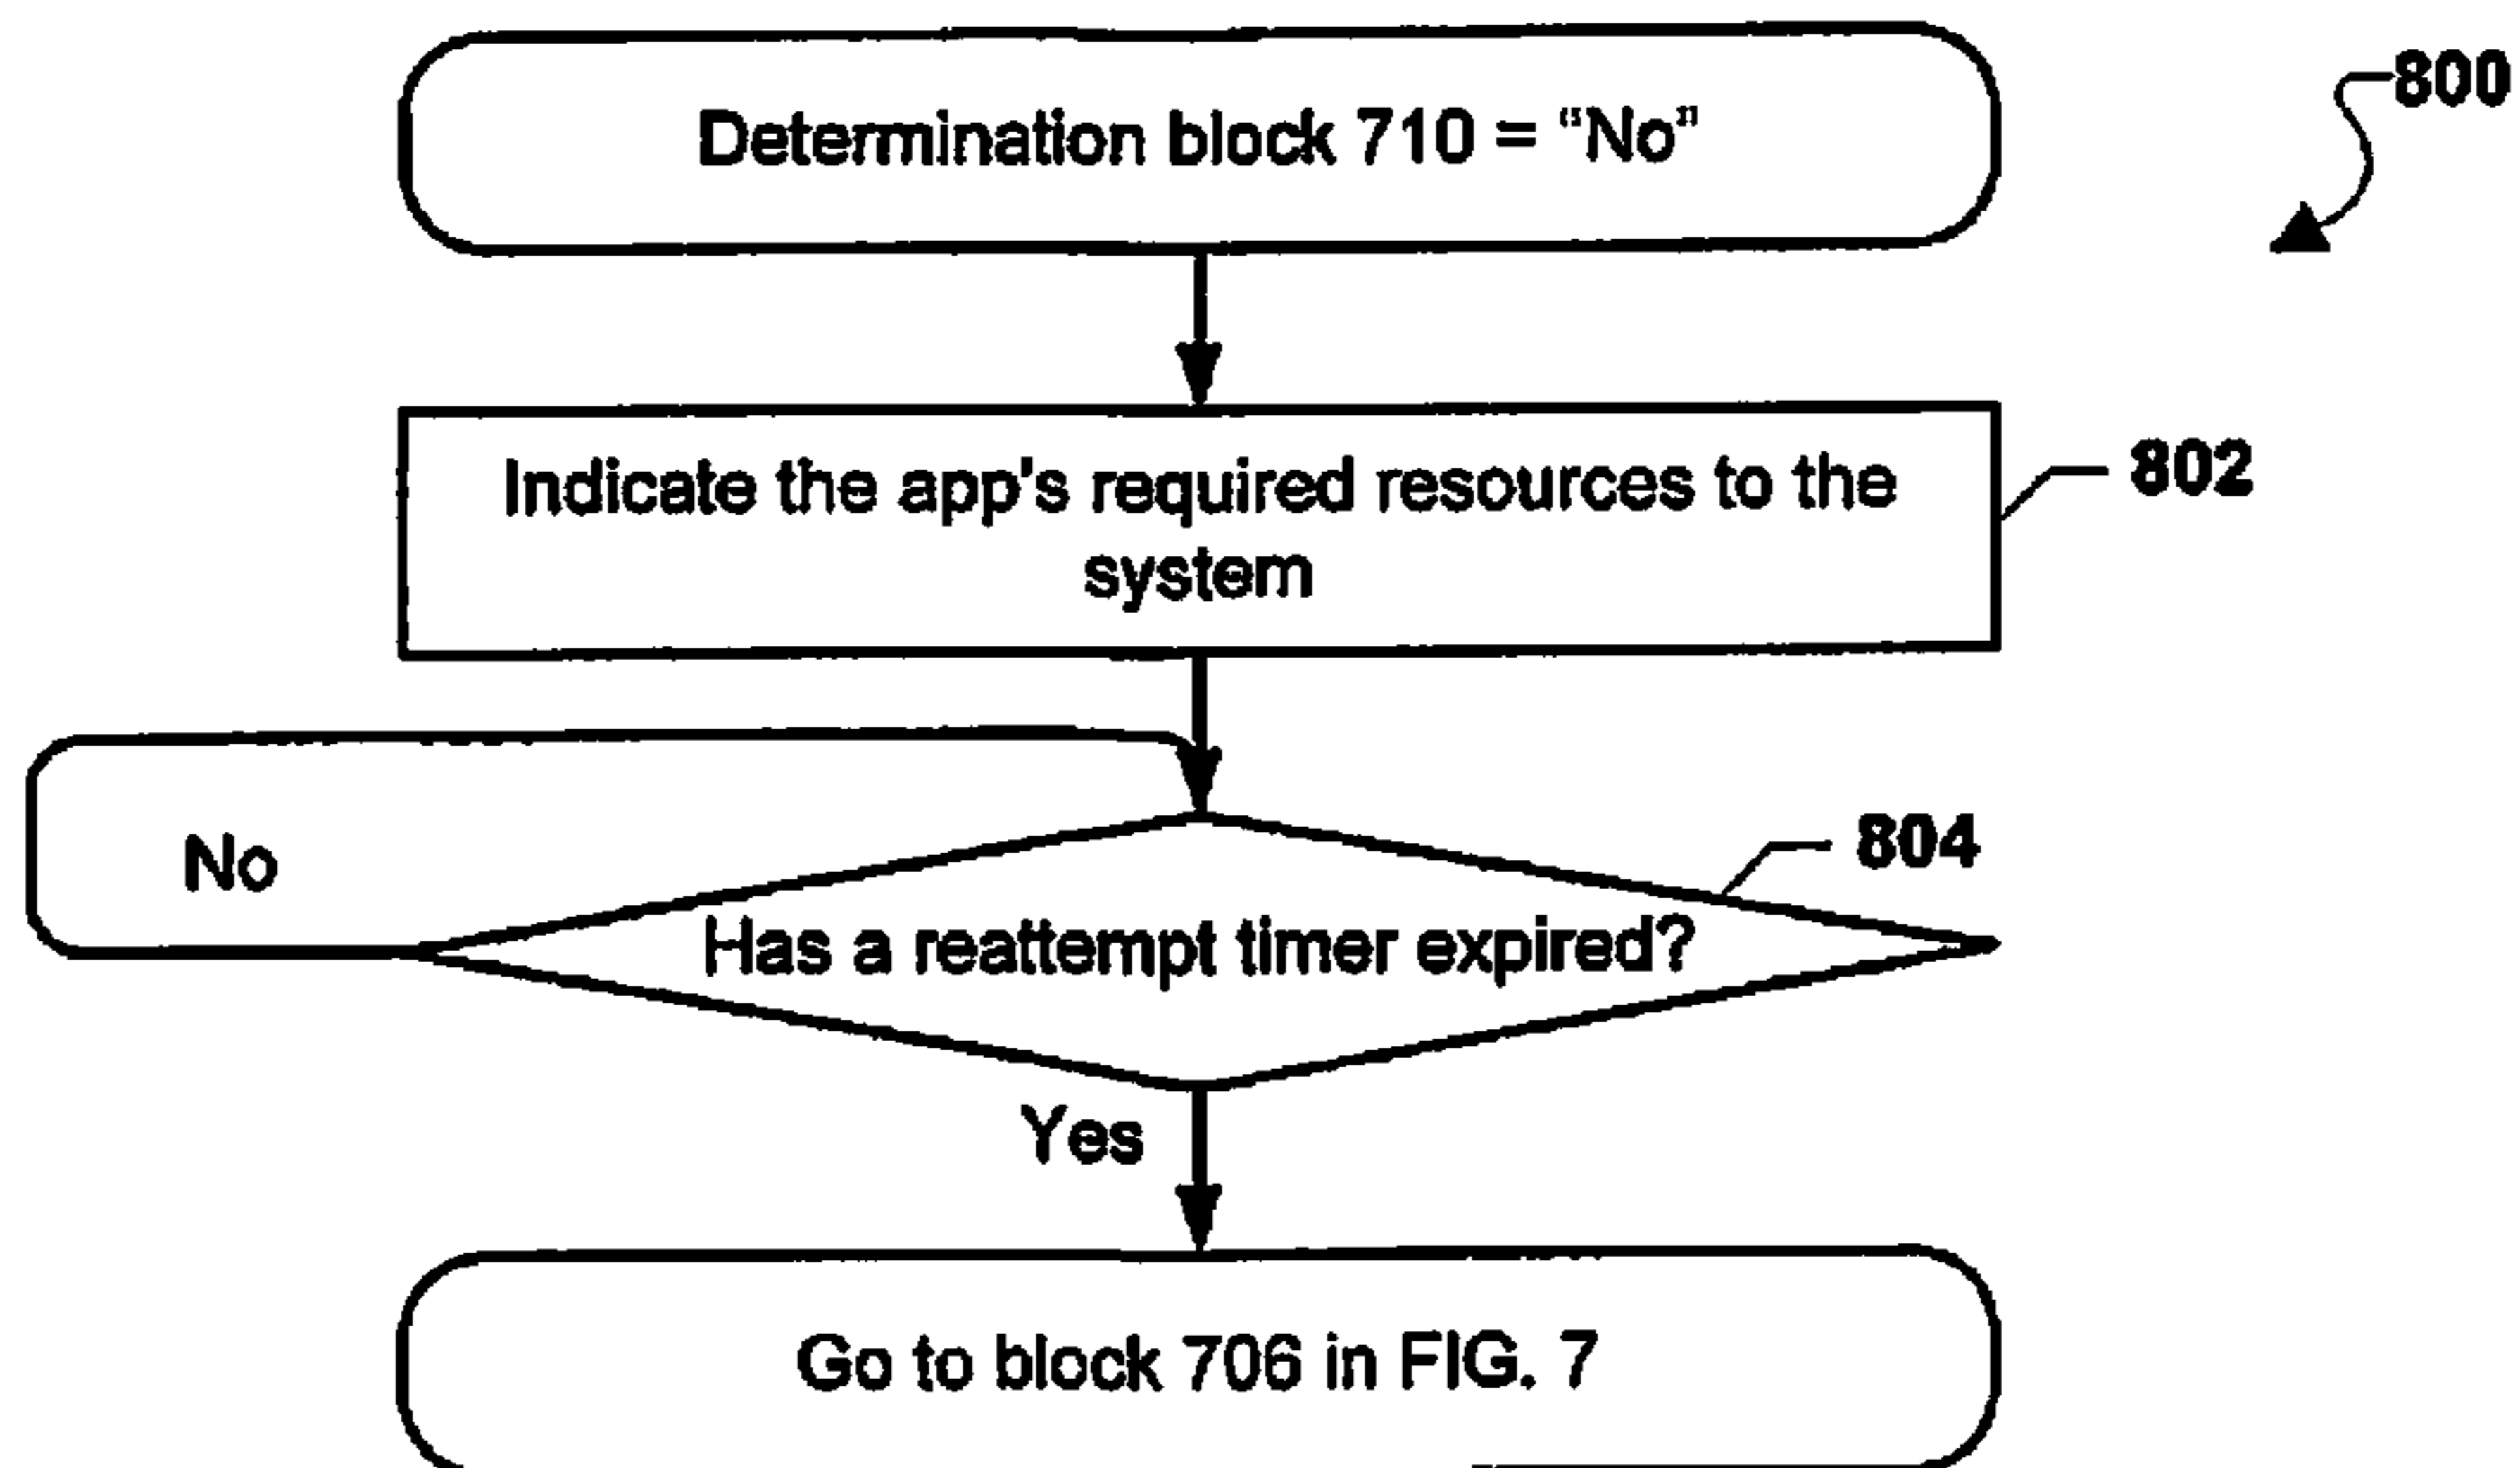 Determination block 710 = “No”
800
Indicate the app's required resources to the
system
802
No
804
Has a reattempt timer expired?
Yes
Go to block 706 in FIG. 7